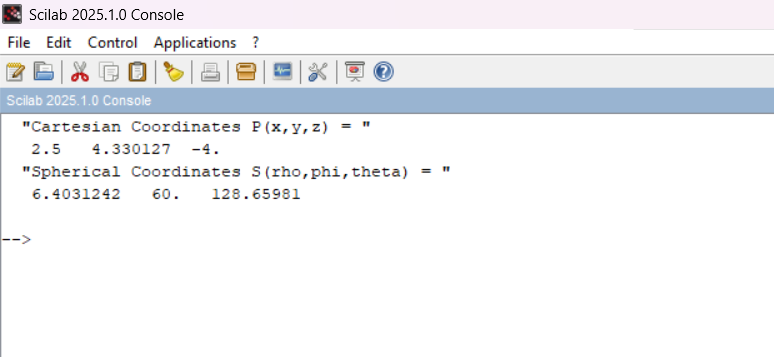 Scilab 2025.1.0 Console
File Edit Control Applications ?
Scilab 2025.1.0 Console
"Cartesian Coordinates P(x,y,z) = "
2.5 4.330127 -4.
"Spherical Coordinates S(rho,phi,theta) = "
6.4031242 60. 128.65981
-->